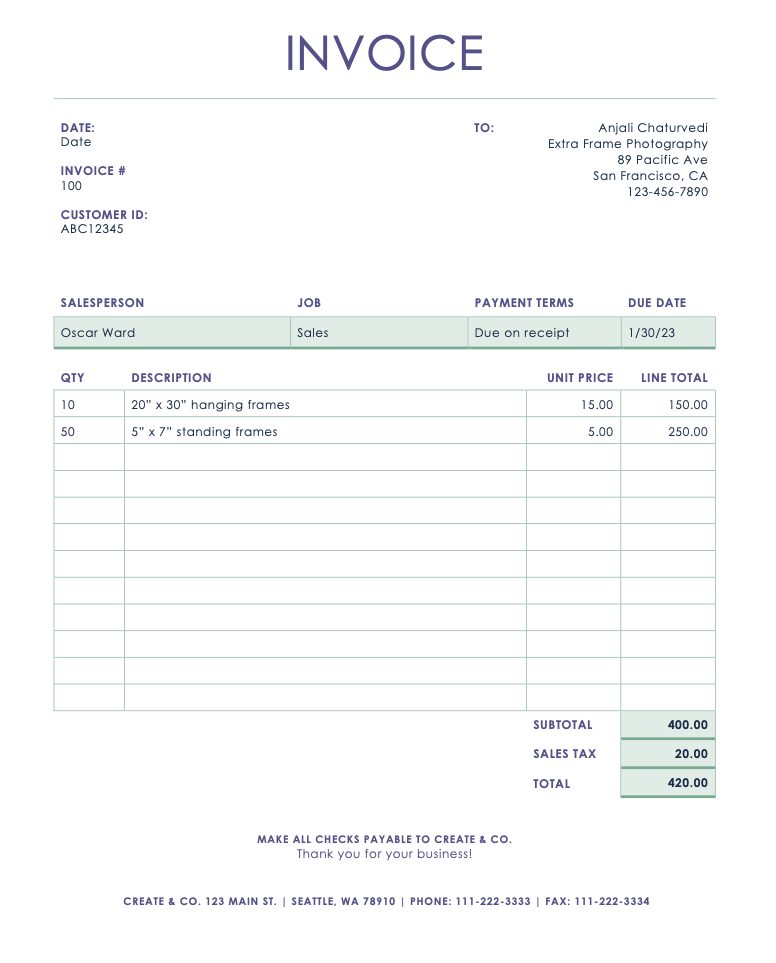 INVOICE
DATE:
Date
INVOICE #
100
CUSTOMER ID:
ABC12345
TO:
Anjali Chaturvedi
Extra Frame Photography
89 Pacific Ave
San Francisco, CA
123-456-7890
SALESPERSON JOB PAYMENT TERMS DUE DATE
Oscar Ward Sales Due on receipt 1/30/23
QTY DESCRIPTION UNIT PRICE LINE TOTAL
10 20” x 30” hanging frames 15.00 150.00
50 5” x 7” standing frames 5.00 250.00
SUBTOTAL 400.00
SALES TAX 20.00
TOTAL 420.00
MAKE ALL CHECKS PAYABLE TO CREATE & CO.
Thank you for your business!
CREATE & CO. 123 MAIN ST. | SEATTLE, WA 78910 | PHONE: 111-222-3333 | FAX: 111-222-3334